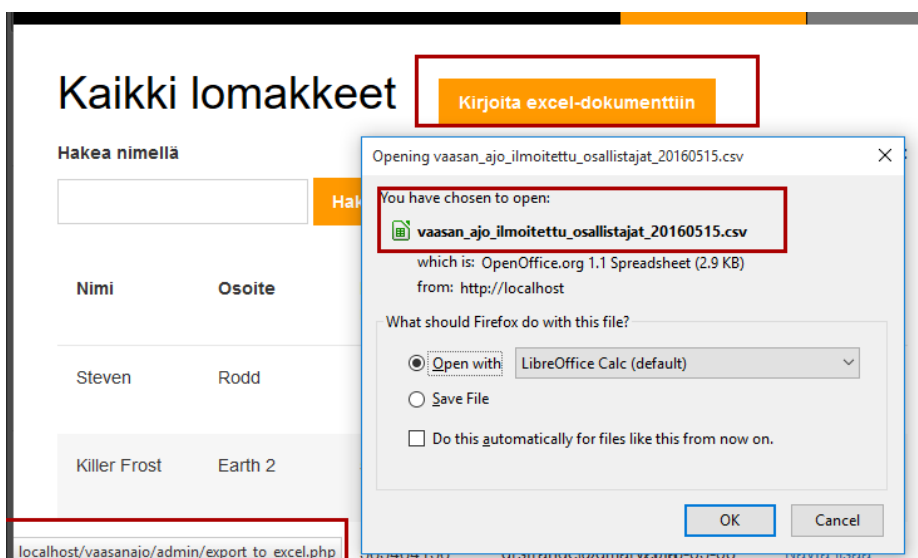 Kaikki lomakkeet
Kirjoita excel-dokumenttiin
Hakea nimellä
Nimi
Osoite
Steven
Rodd
Killer Frost
Earth 2
Opening vaasan_ajo_ilmoitettu_osallistajat_20160515.csv
You have chosen to open:
vaasan_ajo_ilmoitettu_osallistajat_20160515.csv
which is: OpenOffice.org 1.1 Spreadsheet (2.9 KB)
from: http://localhost
What should Firefox do with this file?
Open with
LibreOffice Calc (default)
Save File
Do this automatically for files like this from now on.
OK
Cancel
localhost/vaasanajo/admin/export_to_excel.php